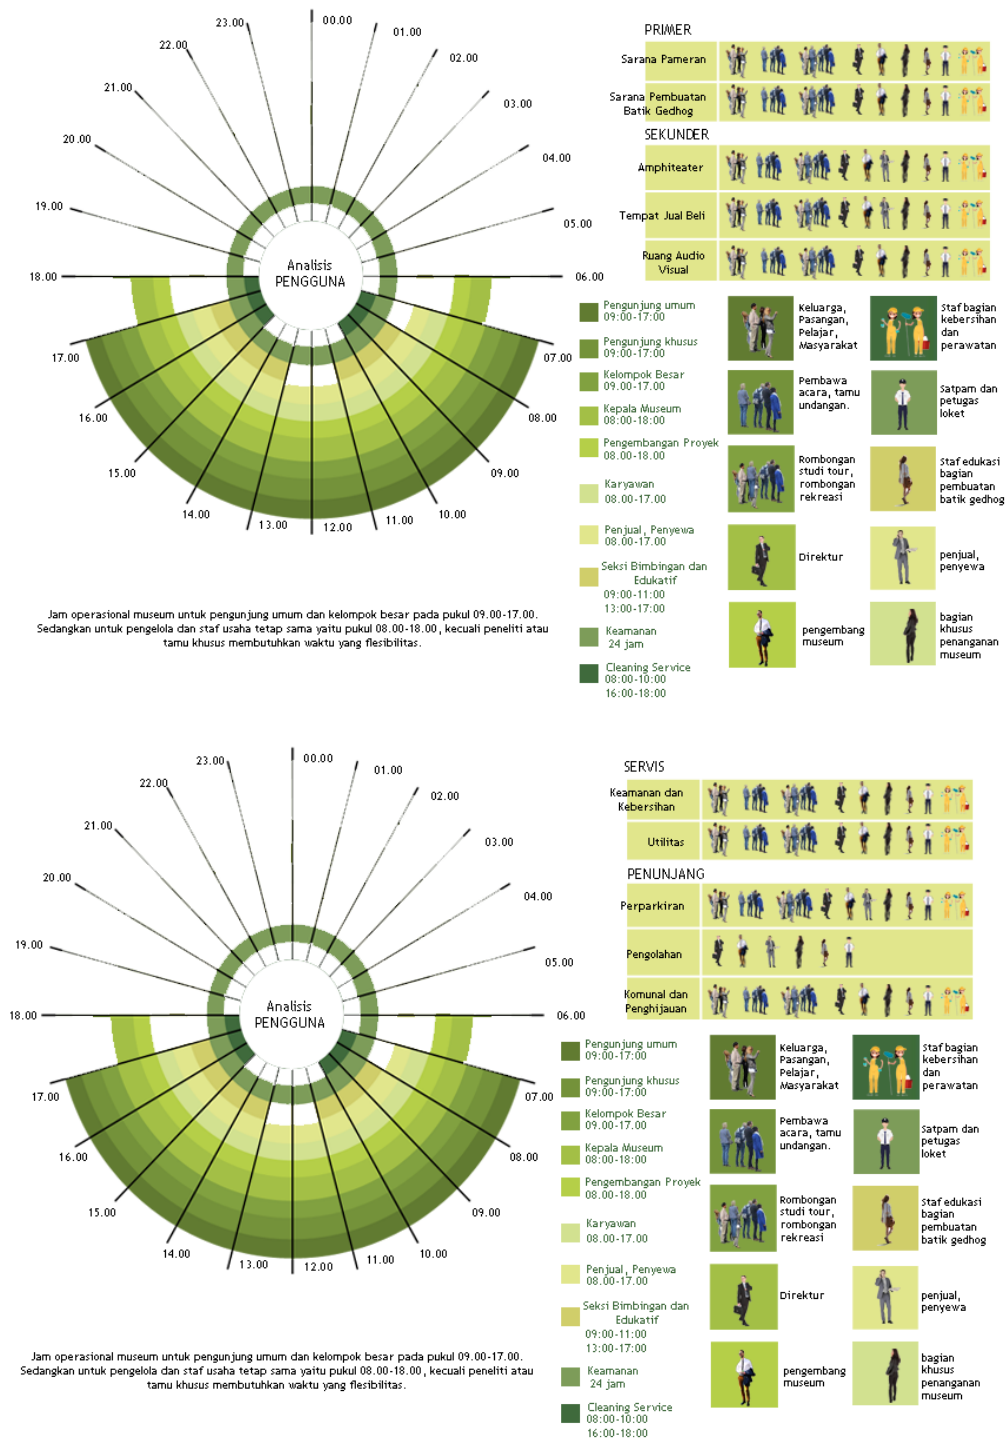 00.00
01.00
02.00
03.00
04.00
05.00
06.00
07.00
08.00
09.00
10.00
11.00
12.00
13.00
14.00
15.00
16.00
17.00
18.00
19.00
20.00
21.00
22.00
23.00
Analisis
PENGGUNA
Jam operasional museum untuk pengunjung umum dan kelompok besar pada pukul 09.00-17.00.
Sedangkan untuk pengelola dan staf usaha tetap sama yaitu pukul 08.00-18.00, kecuali peneliti atau
tamu khusus membutuhkan waktu yang flesibilitas.
PRIMER
Sarana Pameran
Sarana Pembuatan
Batik Gedhog
SEKUNDER
Amphiteater
Tempat Jual Beli
Ruang Audio
Visual
Pengunjung umum
09:00-17:00
Pengunjung khusus
09:00-17:00
Kelompok Besar
09.00-17.00
Kepala Museum
08:00-18:00
Pengembangan Proyek
08.00-18.00
Karyawan
08.00-17.00
Penjual, Penyewa
08.00-17.00
Seksi Bimbingan dan
Edukatif
09:00-11:00
13:00-17:00
Keamanan
24 jam
Cleaning Service
08:00-10:00
16:00-18:00
Keluarga,
Pasangan,
Pelajar,
Masyarakat
Pembawa
acara, tamu
undangan.
Rombongan
studi tour,
rombongan
rekreasi
Direktur
pengembang
museum
Staf bagian
kebersihan
dan
perawatan
Satpam dan
petugas
loket
Staf edukasi
bagian
pembuatan
batik gedhog
penjual,
penyewa
bagian
khusus
penanganan
museum
00.00
01.00
02.00
03.00
04.00
05.00
06.00
07.00
08.00
09.00
10.00
11.00
12.00
13.00
14.00
15.00
16.00
17.00
18.00
19.00
20.00
21.00
22.00
23.00
Analisis
PENGGUNA
Jam operasional museum untuk pengunjung umum dan kelompok besar pada pukul 09.00-17.00.
Sedangkan untuk pengelola dan staf usaha tetap sama yaitu pukul 08.00-18.00, kecuali peneliti atau
tamu khusus membutuhkan waktu yang flesibilitas.
SERVIS
Keamanan dan
Kebersihan
Utilitas
PENUNJANG
Perparkiran
Pengolahan
Komunal dan
Penghijauan
Pengunjung umum
09:00-17:00
Pengunjung khusus
09:00-17:00
Kelompok Besar
09.00-17.00
Kepala Museum
08:00-18:00
Pengembangan Proyek
08.00-18.00
Karyawan
08.00-17.00
Penjual, Penyewa
08.00-17.00
Seksi Bimbingan dan
Edukatif
09:00-11:00
13:00-17:00
Keamanan
24 jam
Cleaning Service
08:00-10:00
16:00-18:00
Keluarga,
Pasangan,
Pelajar,
Masyarakat
Pembawa
acara, tamu
undangan.
Rombongan
studi tour,
rombongan
rekreasi
Direktur
pengembang
museum
Staf bagian
kebersihan
dan
perawatan
Satpam dan
petugas
loket
Staf edukasi
bagian
pembuatan
batik gedhog
penjual,
penyewa
bagian
khusus
penanganan
museum